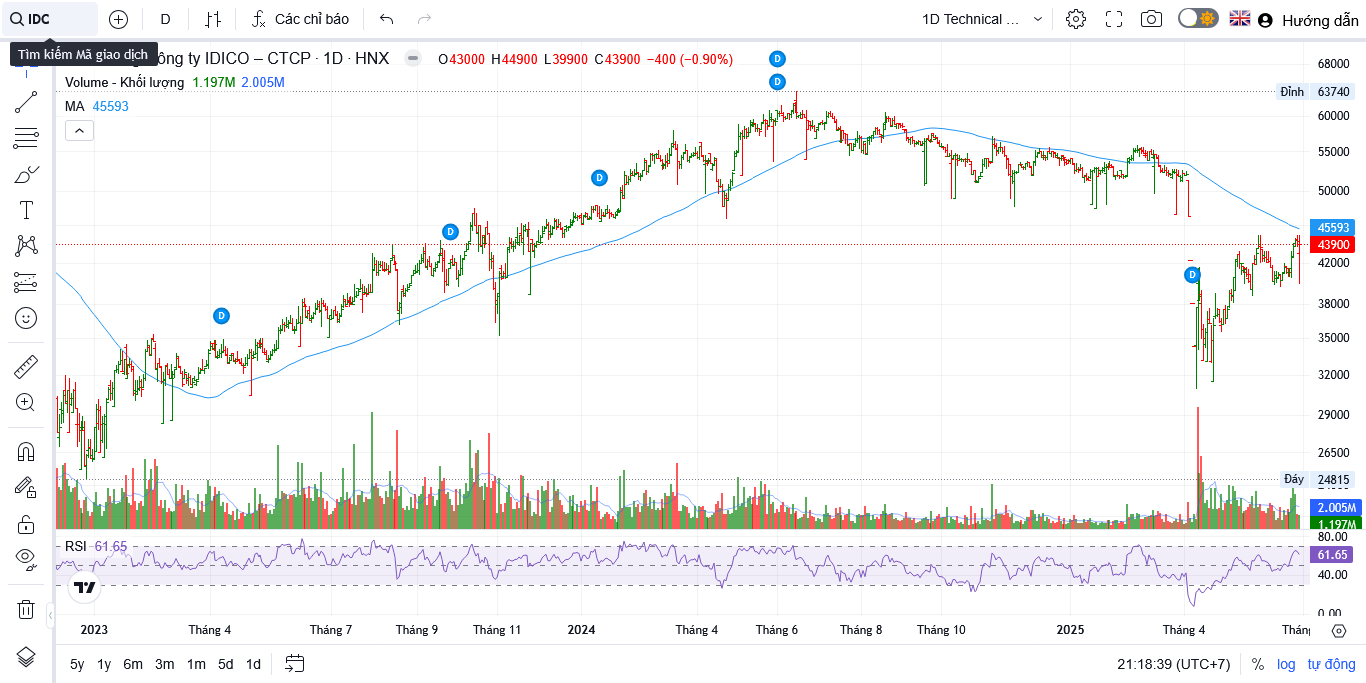 IDC
D
Các chỉ báo
1D Technical ...
Hướng dẫn
Tìm kiếm Mã giao dịch
ông ty IDICO – CTCP · 1D · HNX
O43000 H44900 L39900 C43900 −400 (−0.90%)
Volume - Khối lượng 1.197M 2.005M
MA 45593
D
D
D
D
D
D
68000
Đỉnh 63740
60000
55000
50000
45593
43900
42000
38000
35000
32000
29000
26500
Đáy 24815
2.005M
1.197M
RSI 61.65
80.00
61.65
40.00
0.00
2023 Tháng 4 Tháng 7 Tháng 9 Tháng 11 2024 Tháng 4 Tháng 6 Tháng 8 Tháng 10 2025 Tháng 4 Thán
5y 1y 6m 3m 1m 5d 1d
21:18:39 (UTC+7) % log tự động